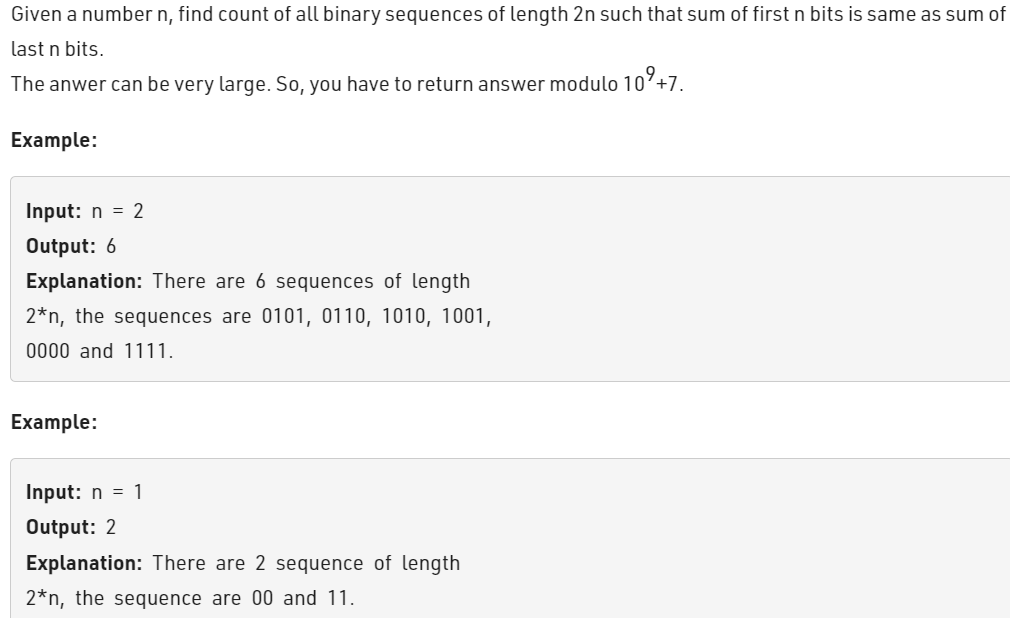 Given a number n, find count of all binary sequences of length 2n such that sum of first n bits is same as sum of
last n bits.
The anwer can be very large. So, you have to return answer modulo 10⁹+7.
Example:
Input: n = 2
Output: 6
Explanation: There are 6 sequences of length
2*n, the sequences are 0101, 0110, 1010, 1001,
0000 and 1111.
Example:
Input: n = 1
Output: 2
Explanation: There are 2 sequence of length
2*n, the sequence are 00 and 11.